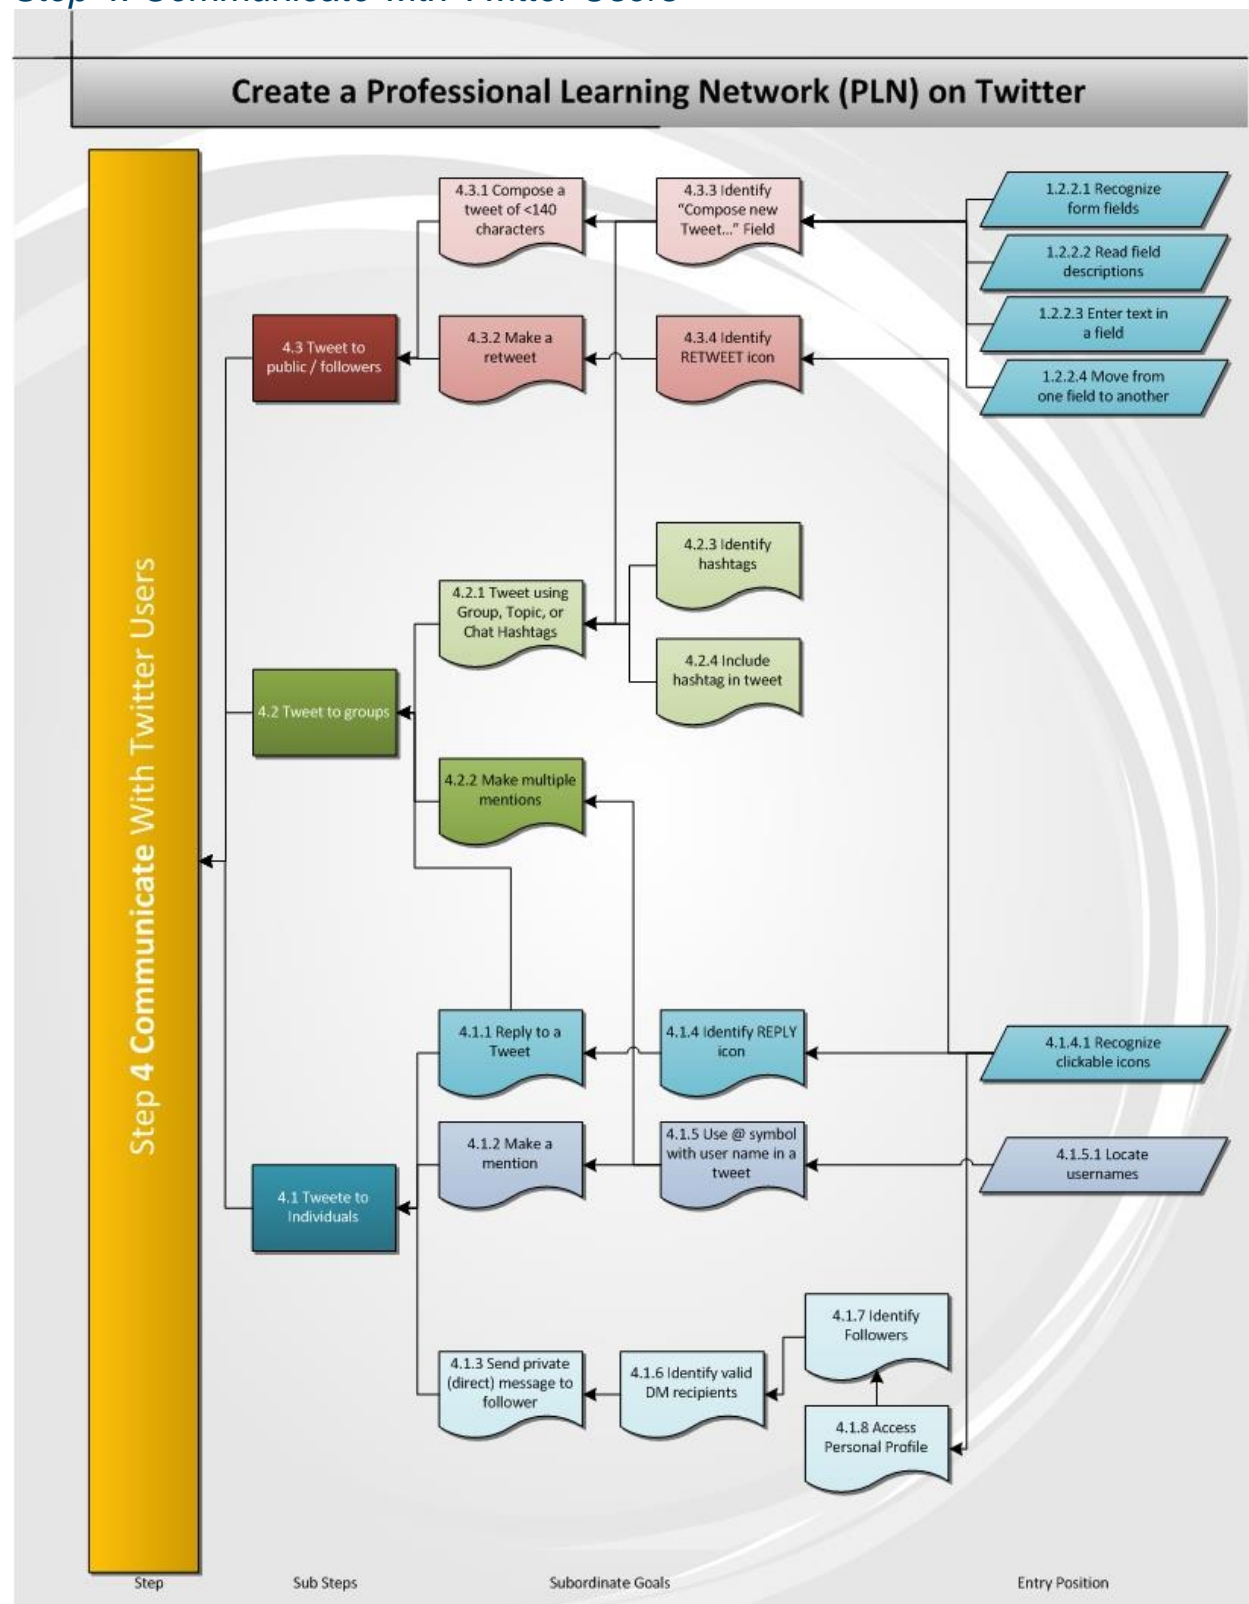 Step 4: Communicate with Twitter Users
Create a Professional Learning Network (PLN) on Twitter
Step 4 Communicate With Twitter Users
4.3.1 Compose a
tweet of <140
characters
4.3.3 Identify
“Compose new
Tweet...” Field
1.2.2.1 Recognize
form fields
1.2.2.2 Read field
descriptions
1.2.2.3 Enter text in
a field
1.2.2.4 Move from
one field to another
4.3 Tweet to
public / followers
4.3.2 Make a
retweet
4.3.4 Identify
RETWEET icon
4.2.3 Identify
hashtags
4.2.1 Tweet using
Group, Topic, or
Chat Hashtags
4.2.4 Include
hashtag in tweet
4.2 Tweet to groups
4.2.2 Make multiple
mentions
4.1.1 Reply to a
Tweet
4.1.4 Identify REPLY
icon
4.1.4.1 Recognize
clickable icons
4.1.2 Make a
mention
4.1.5 Use @ symbol
with user name in a
tweet
4.1.5.1 Locate
usernames
4.1 Tweete to
Individuals
4.1.7 Identify
Followers
4.1.3 Send private
(direct) message to
follower
4.1.6 Identify valid
DM recipients
4.1.8 Access
Personal Profile
Step
Sub Steps
Subordinate Goals
Entry Position